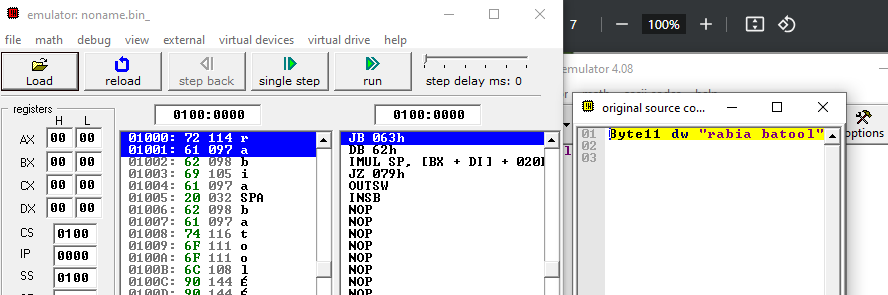 emulator: noname.bin_
file math debug view external virtual devices virtual drive help
Load reload step back single step run step delay ms: 0
registers
H L
AX 00 00
BX 00 00
CX 00 00
DX 00 00
CS 0100
IP 0000
SS 0100
0100:0000 0100:0000
01000: 72 114 r
01001: 61 097 a
01002: 62 098 b
01003: 69 105 i
01004: 61 097 a
01005: 20 032 SPA
01006: 62 098 b
01007: 61 097 a
01008: 74 116 t
01009: 6F 111 o
0100A: 6F 111 o
0100B: 6C 108 l
0100C: 90 144 É
0100D: 90 144 É
JB 063h
DB 62h
IMUL SP, [BX + DI] + 020
JZ 079h
OUTSW
INSB
NOP
NOP
NOP
NOP
NOP
NOP
NOP
NOP
7 100%
emulator 4.08
options
original source co...
01 Byte11 dw "rabia batool"
02
03